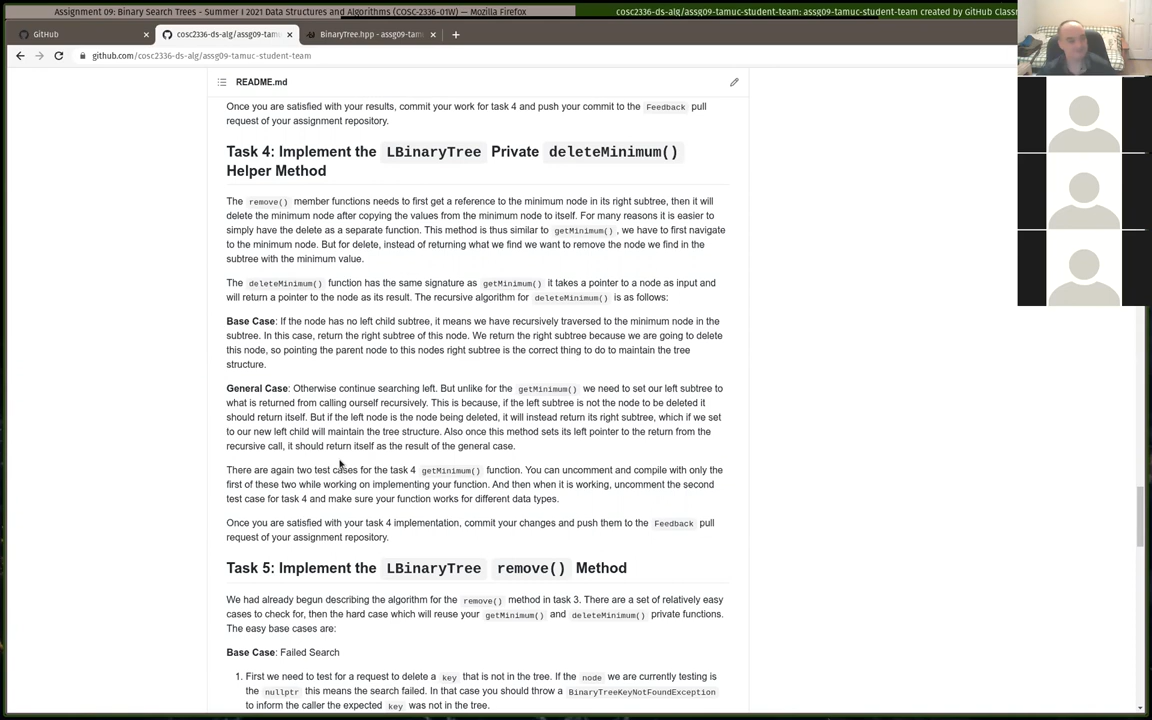 Assignment 09: Binary Search Trees - Summer I 2021 Data Structures and Algorithms (COSC-2336-01W) — Mozilla Firefox
cosc2336-ds-alg/assg09-tamuc-student-team: assg09-tamuc-student-team created by GitHub Classr
GitHub
cosc2336-ds-alg/assg09-tamu
BinaryTree.hpp - assg09-tamu
github.com/cosc2336-ds-alg/assg09-tamuc-student-team
README.md
Once you are satisfied with your results, commit your work for task 4 and push your commit to the Feedback pull
request of your assignment repository.
Task 4: Implement the LBinaryTree Private deleteMinimum()
Helper Method
The remove() member functions needs to first get a reference to the minimum node in its right subtree, then it will
delete the minimum node after copying the values from the minimum node to itself. For many reasons it is easier to
simply have the delete as a separate function. This method is thus similar to getMinimum() , we have to first navigate
to the minimum node. But for delete, instead of returning what we find we want to remove the node we find in the
subtree with the minimum value.
The deleteMinimum() function has the same signature as getMinimum() it takes a pointer to a node as input and
will return a pointer to the node as its result. The recursive algorithm for deleteMinimum() is as follows:
Base Case: If the node has no left child subtree, it means we have recursively traversed to the minimum node in the
subtree. In this case, return the right subtree of this node. We return the right subtree because we are going to delete
this node, so pointing the parent node to this nodes right subtree is the correct thing to do to maintain the tree
structure.
General Case: Otherwise continue searching left. But unlike for the getMinimum() we need to set our left subtree to
what is returned from calling ourself recursively. This is because, if the left subtree is not the node to be deleted it
should return itself. But if the left node is the node being deleted, it will instead return its right subtree, which if we set
to our new left child will maintain the tree structure. Also once this method sets its left pointer to the return from the
recursive call, it should return itself as the result of the general case.
There are again two test cases for the task 4 getMinimum() function. You can uncomment and compile with only the
first of these two while working on implementing your function. And then when it is working, uncomment the second
test case for task 4 and make sure your function works for different data types.
Once you are satisfied with your task 4 implementation, commit your changes and push them to the Feedback pull
request of your assignment repository.
Task 5: Implement the LBinaryTree remove() Method
We had already begun describing the algorithm for the remove() method in task 3. There are a set of relatively easy
cases to check for, then the hard case which will reuse your getMinimum() and deleteMinimum() private functions.
The easy base cases are:
Base Case: Failed Search
1. First we need to test for a request to delete a key that is not in the tree. If the node we are currently testing is
the nullptr this means the search failed. In that case you should throw a BinaryTreeKeyNotFoundException
to inform the caller the expected key was not in the tree.